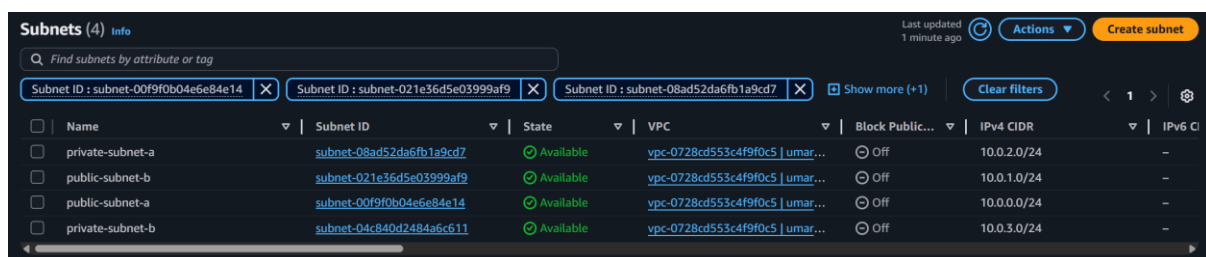 Subnets (4) Info
Last updated
1 minute ago
Actions
Create subnet
Find subnets by attribute or tag
Subnet ID : subnet-00f9f0b04e6e84e14 Subnet ID : subnet-021e36d5e03999af9 Subnet ID : subnet-08ad52da6fb1a9cd7 Show more (+1) Clear filters 1
Name Subnet ID State VPC Block Public... IPv4 CIDR IPv6 CI
private-subnet-a subnet-08ad52da6fb1a9cd7 Available vpc-0728cd553c4f9f0c5 | umar... Off 10.0.2.0/24 –
public-subnet-b subnet-021e36d5e03999af9 Available vpc-0728cd553c4f9f0c5 | umar... Off 10.0.1.0/24 –
public-subnet-a subnet-00f9f0b04e6e84e14 Available vpc-0728cd553c4f9f0c5 | umar... Off 10.0.0.0/24 –
private-subnet-b subnet-04c840d2484a6c611 Available vpc-0728cd553c4f9f0c5 | umar... Off 10.0.3.0/24 –